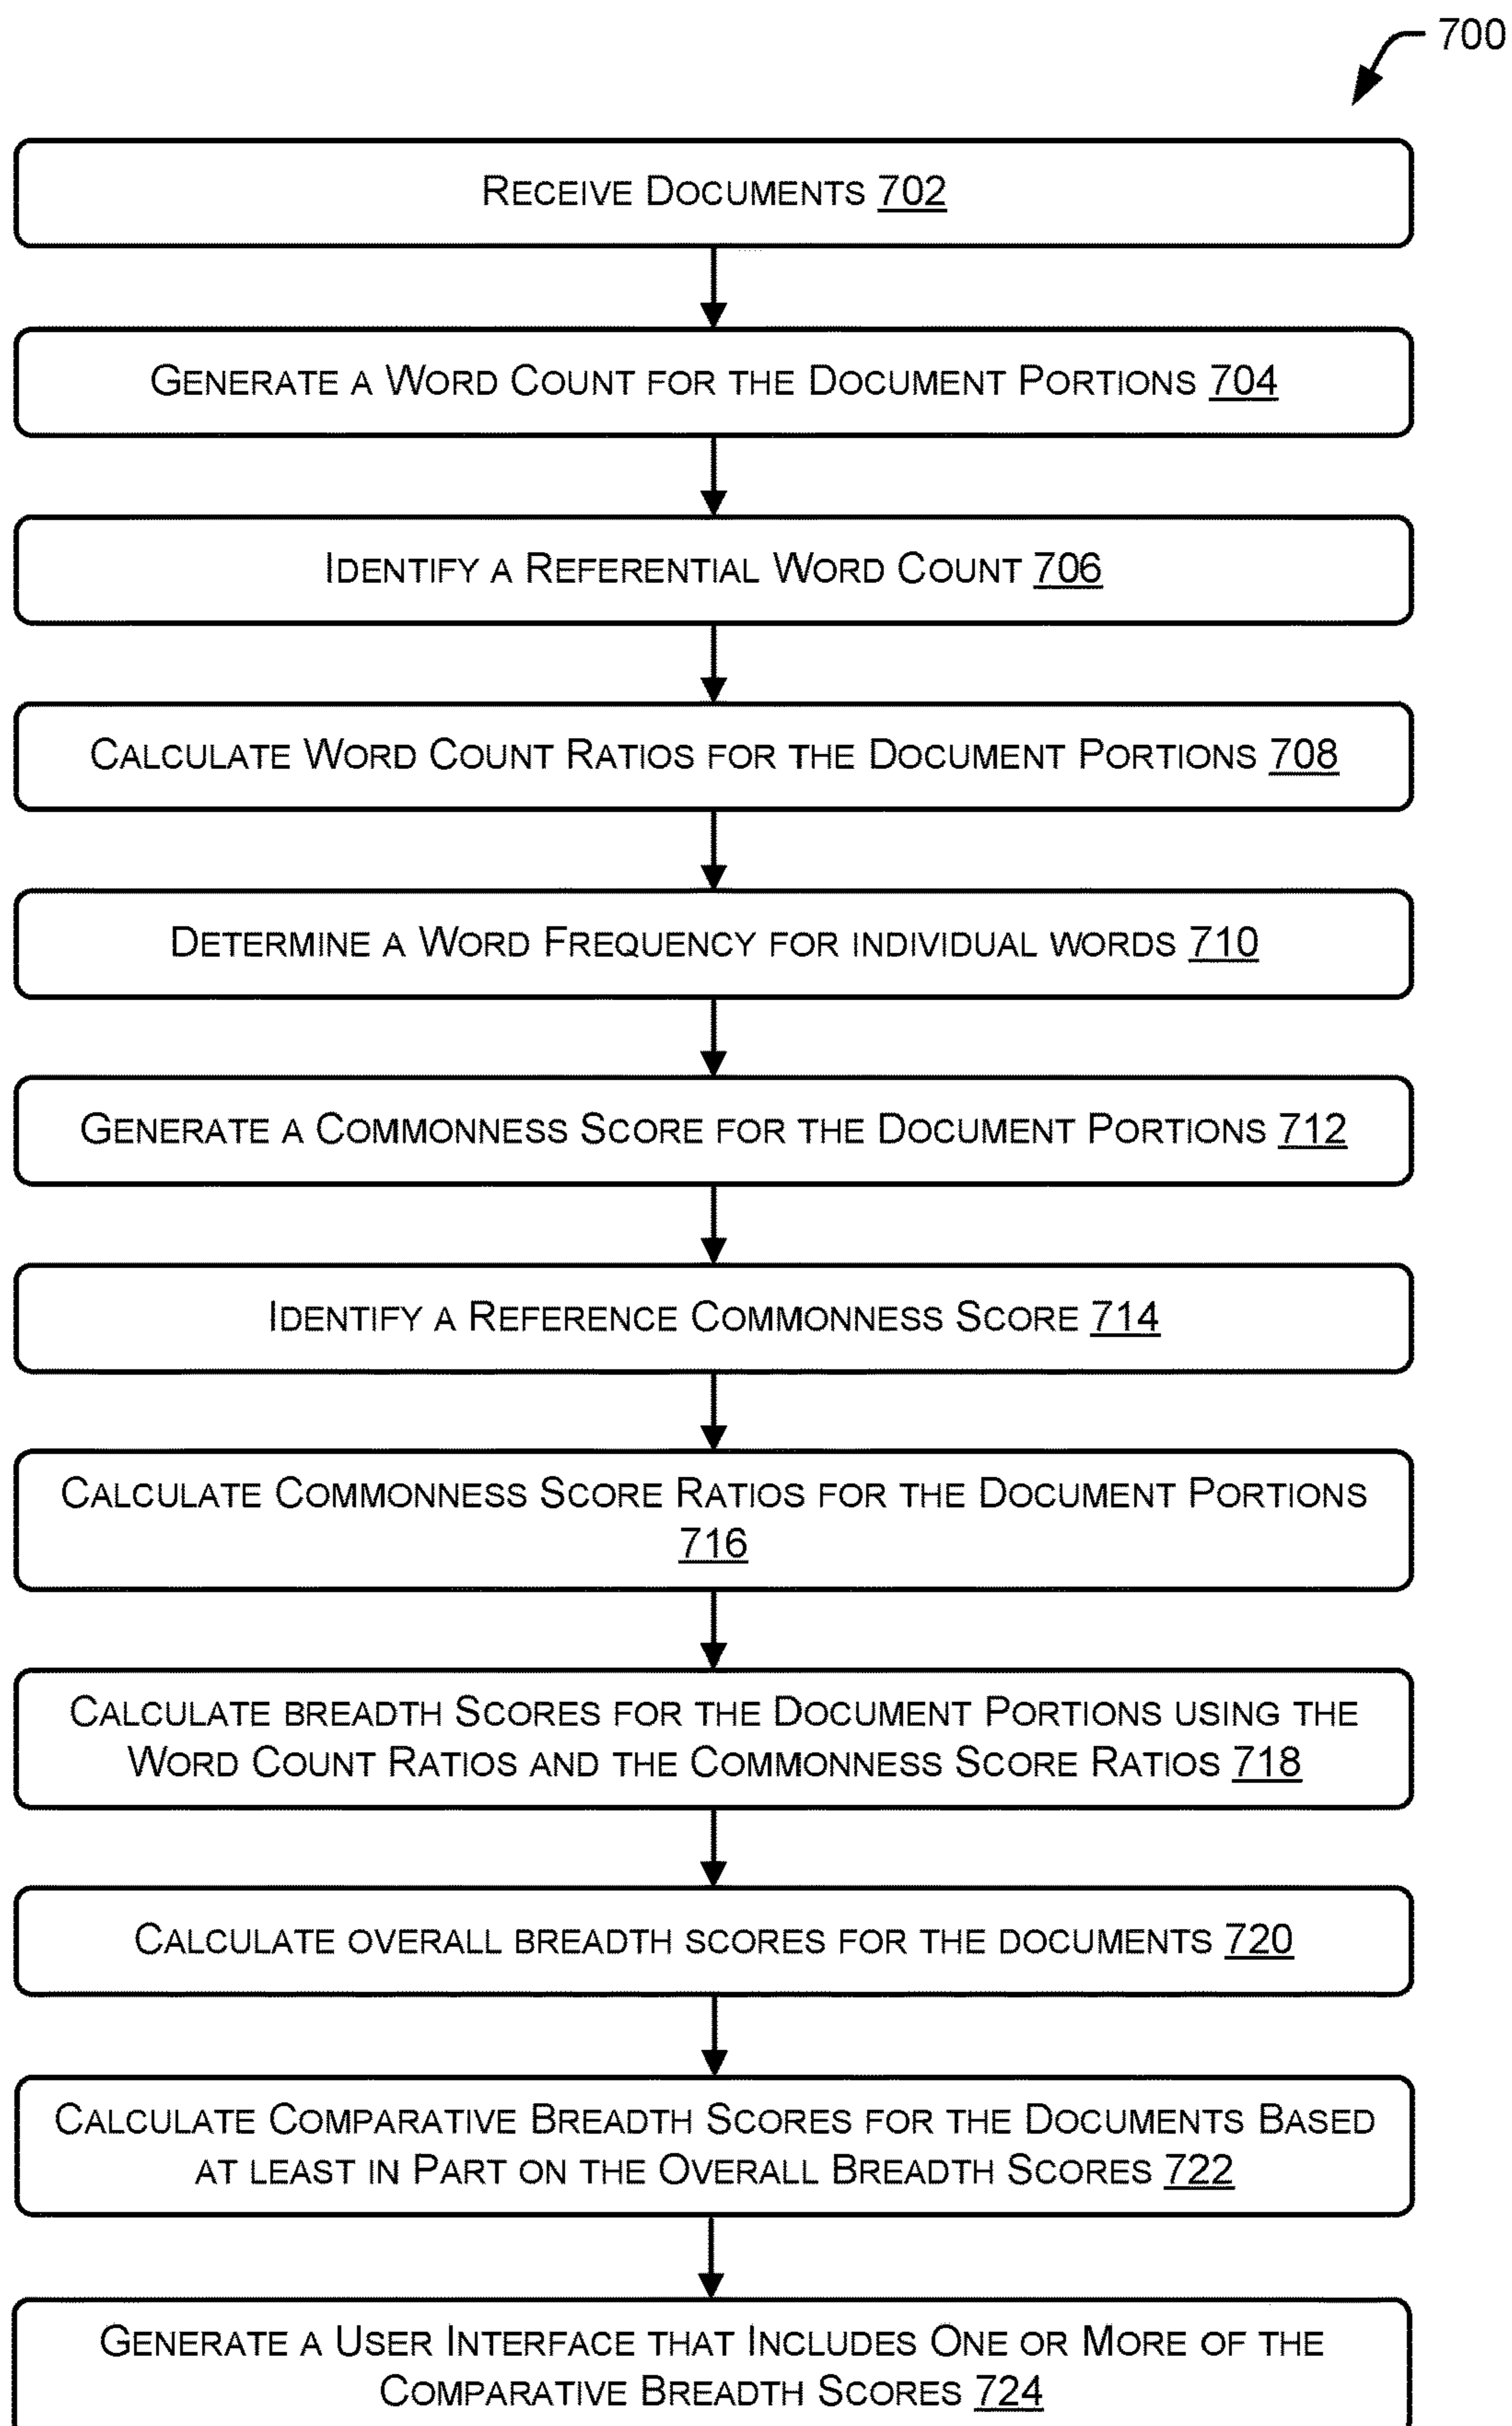 700
RECEIVE DOCUMENTS 702
GENERATE A WORD COUNT FOR THE DOCUMENT PORTIONS 704
IDENTIFY A REFERENTIAL WORD COUNT 706
CALCULATE WORD COUNT RATIOS FOR THE DOCUMENT PORTIONS 708
DETERMINE A WORD FREQUENCY FOR INDIVIDUAL WORDS 710
GENERATE A COMMONNESS SCORE FOR THE DOCUMENT PORTIONS 712
IDENTIFY A REFERENCE COMMONNESS SCORE 714
CALCULATE COMMONNESS SCORE RATIOS FOR THE DOCUMENT PORTIONS
716
CALCULATE BREADTH SCORES FOR THE DOCUMENT PORTIONS USING THE
WORD COUNT RATIOS AND THE COMMONNESS SCORE RATIOS 718
CALCULATE OVERALL BREADTH SCORES FOR THE DOCUMENTS 720
CALCULATE COMPARATIVE BREADTH SCORES FOR THE DOCUMENTS BASED
AT LEAST IN PART ON THE OVERALL BREADTH SCORES 722
GENERATE A USER INTERFACE THAT INCLUDES ONE OR MORE OF THE
COMPARATIVE BREADTH SCORES 724